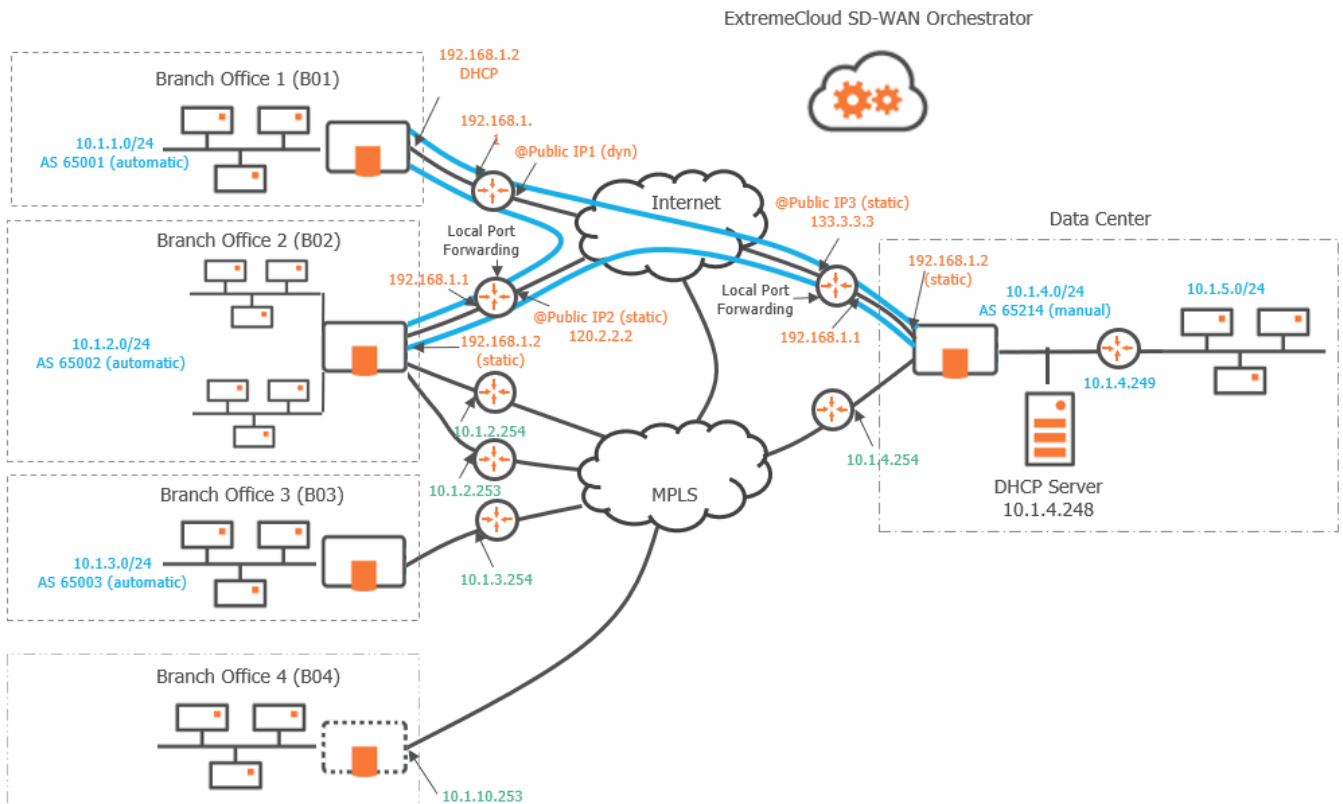 ExtremeCloud SD-WAN Orchestrator
Branch Office 1 (B01)
10.1.1.0/24
AS 65001 (automatic)
192.168.1.2
DHCP
192.168.1.
1
@Public IP1 (dyn)
Internet
Branch Office 2 (B02)
10.1.2.0/24
AS 65002 (automatic)
Local Port
Forwarding
192.168.1.1
@Public IP2 (static)
120.2.2.2
192.168.1.2
(static)
10.1.2.254
10.1.2.253
@Public IP3 (static)
133.3.3.3
Local Port
Forwarding
192.168.1.1
Data Center
192.168.1.2
(static)
10.1.4.0/24
AS 65214 (manual)
10.1.5.0/24
10.1.4.249
10.1.4.254
DHCP Server
10.1.4.248
MPLS
Branch Office 3 (B03)
10.1.3.0/24
AS 65003 (automatic)
10.1.3.254
Branch Office 4 (B04)
10.1.10.253